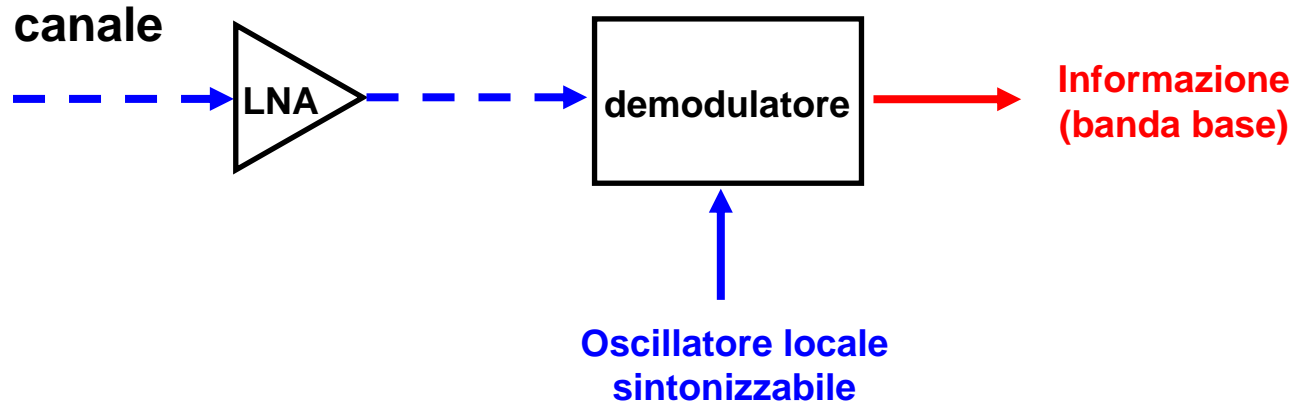 canale
LNA
demodulatore
Informazione
(banda base)
Oscillatore locale
sintonizzabile